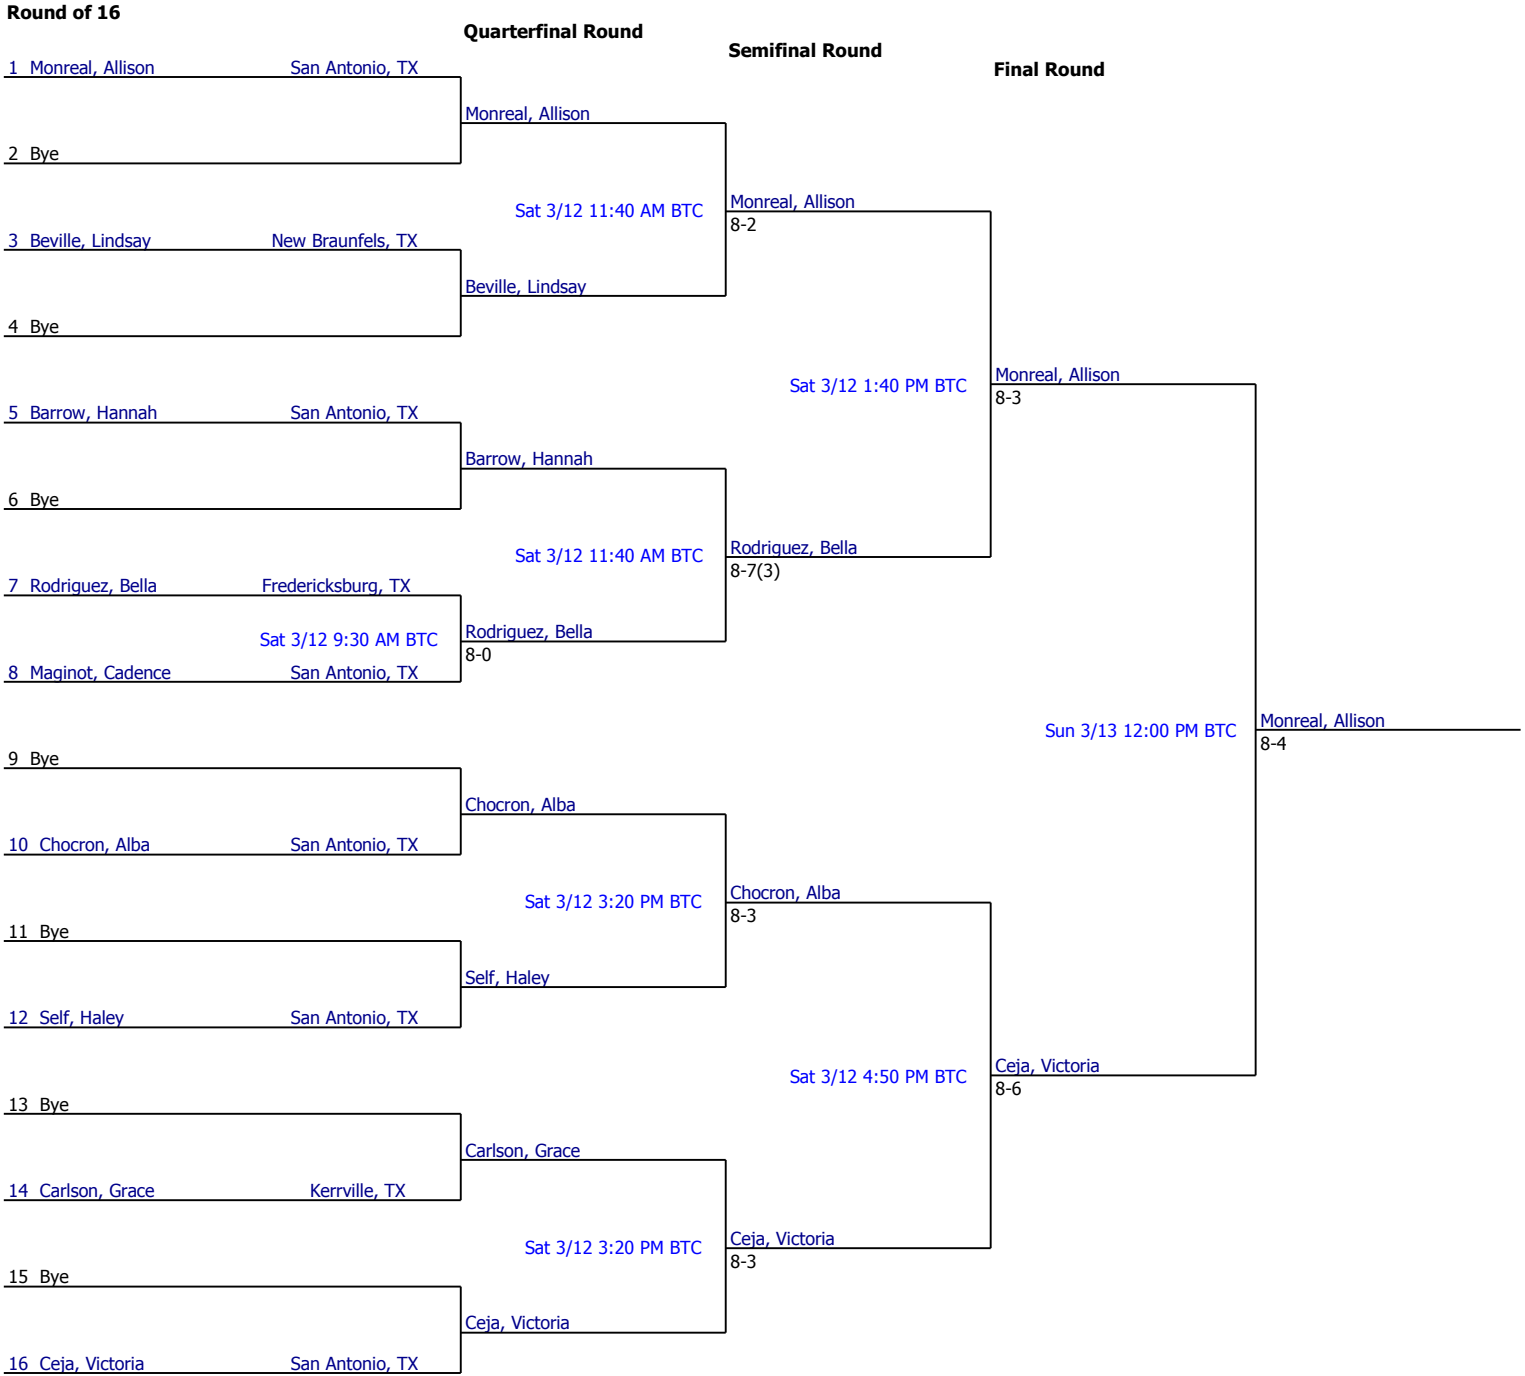 Round of 16
Quarterfinal Round
Semifinal Round
Final Round
1 Monreal, Allison San Antonio, TX
Monreal, Allison
2 Bye
Sat 3/12 11:40 AM BTC
Monreal, Allison
8-2
3 Beville, Lindsay New Braunfels, TX
Beville, Lindsay
4 Bye
Sat 3/12 1:40 PM BTC
Monreal, Allison
8-3
5 Barrow, Hannah San Antonio, TX
Barrow, Hannah
6 Bye
Sat 3/12 11:40 AM BTC
Rodriguez, Bella
8-7(3)
7 Rodriguez, Bella Fredericksburg, TX
Sat 3/12 9:30 AM BTC
Rodriguez, Bella
8-0
8 Maginot, Cadence San Antonio, TX
Sun 3/13 12:00 PM BTC
Monreal, Allison
8-4
9 Bye
Chocron, Alba
10 Chocron, Alba San Antonio, TX
Sat 3/12 3:20 PM BTC
Chocron, Alba
8-3
11 Bye
Self, Haley
12 Self, Haley San Antonio, TX
Sat 3/12 4:50 PM BTC
Ceja, Victoria
8-6
13 Bye
Carlson, Grace
14 Carlson, Grace Kerrville, TX
Sat 3/12 3:20 PM BTC
Ceja, Victoria
8-3
15 Bye
Ceja, Victoria
16 Ceja, Victoria San Antonio, TX